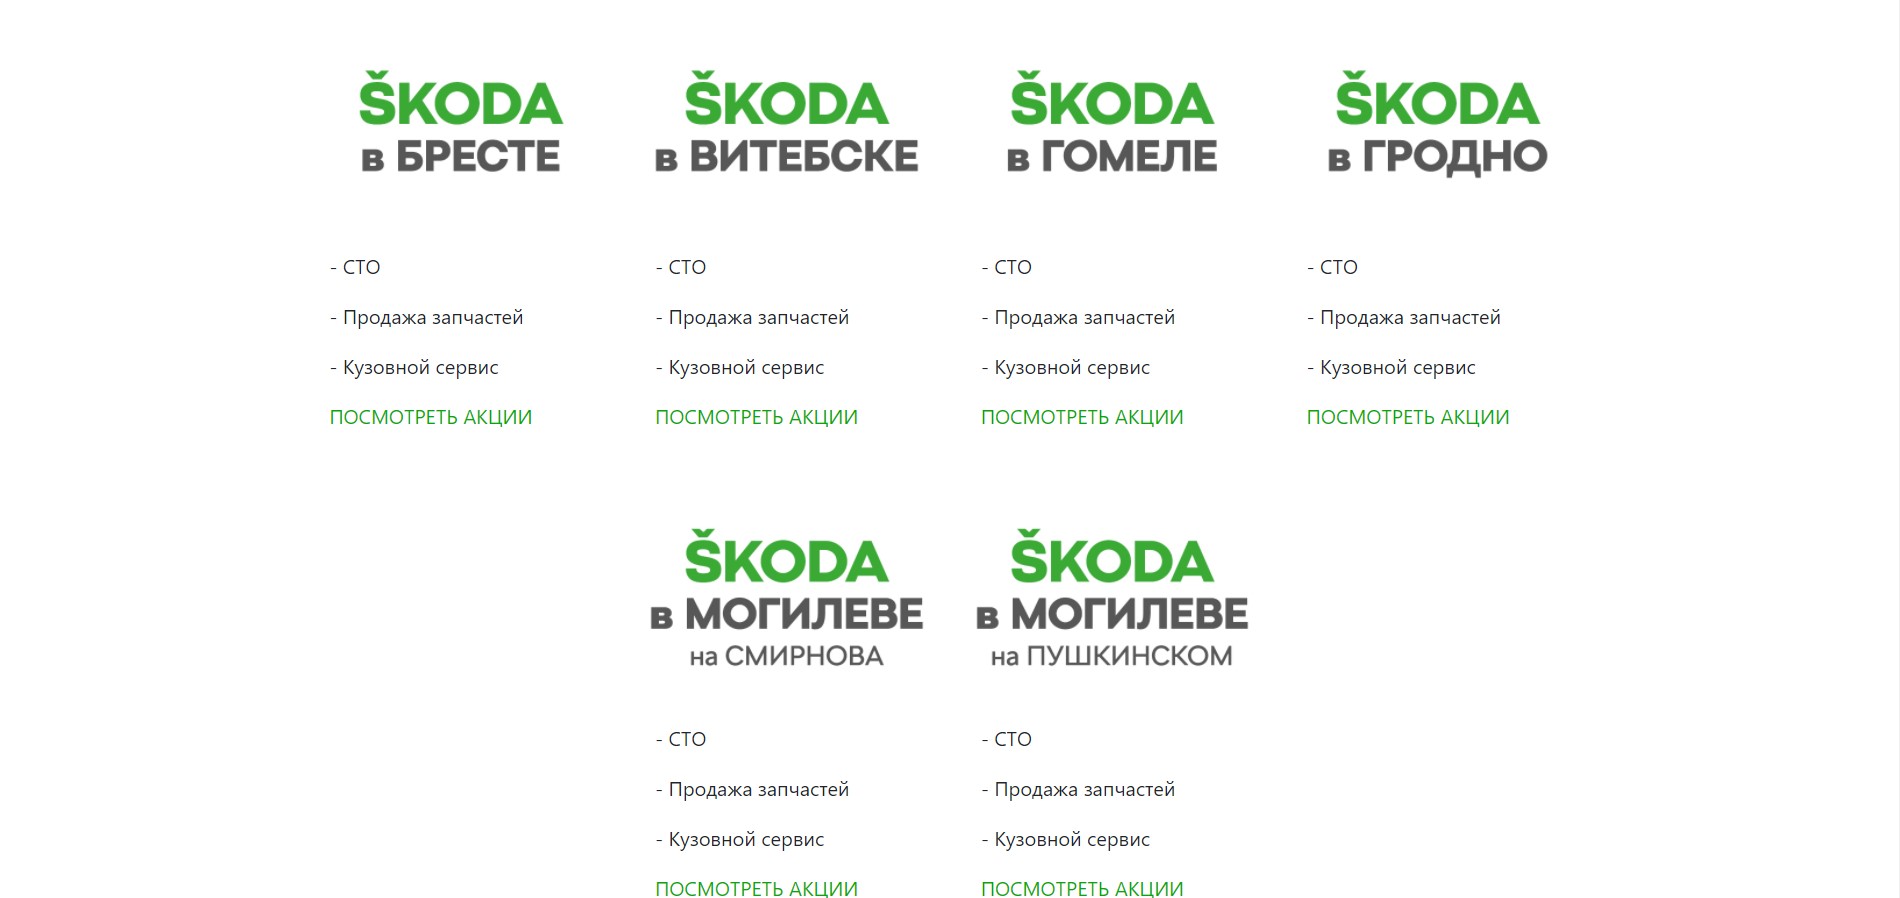 ŠKODA
в БРЕСТЕ
- СТО
- Продажа запчастей
- Кузовной сервис
ПОСМОТРЕТЬ АКЦИИ
ŠKODA
в ВИТЕБСКЕ
- СТО
- Продажа запчастей
- Кузовной сервис
ПОСМОТРЕТЬ АКЦИИ
ŠKODA
в ГОМЕЛЕ
- СТО
- Продажа запчастей
- Кузовной сервис
ПОСМОТРЕТЬ АКЦИИ
ŠKODA
в ГРОДНО
- СТО
- Продажа запчастей
- Кузовной сервис
ПОСМОТРЕТЬ АКЦИИ
ŠKODA
в МОГИЛЕВЕ
на СМИРНОВА
- СТО
- Продажа запчастей
- Кузовной сервис
ПОСМОТРЕТЬ АКЦИИ
ŠKODA
в МОГИЛЕВЕ
на ПУШКИНСКОМ
- СТО
- Продажа запчастей
- Кузовной сервис
ПОСМОТРЕТЬ АКЦИИ